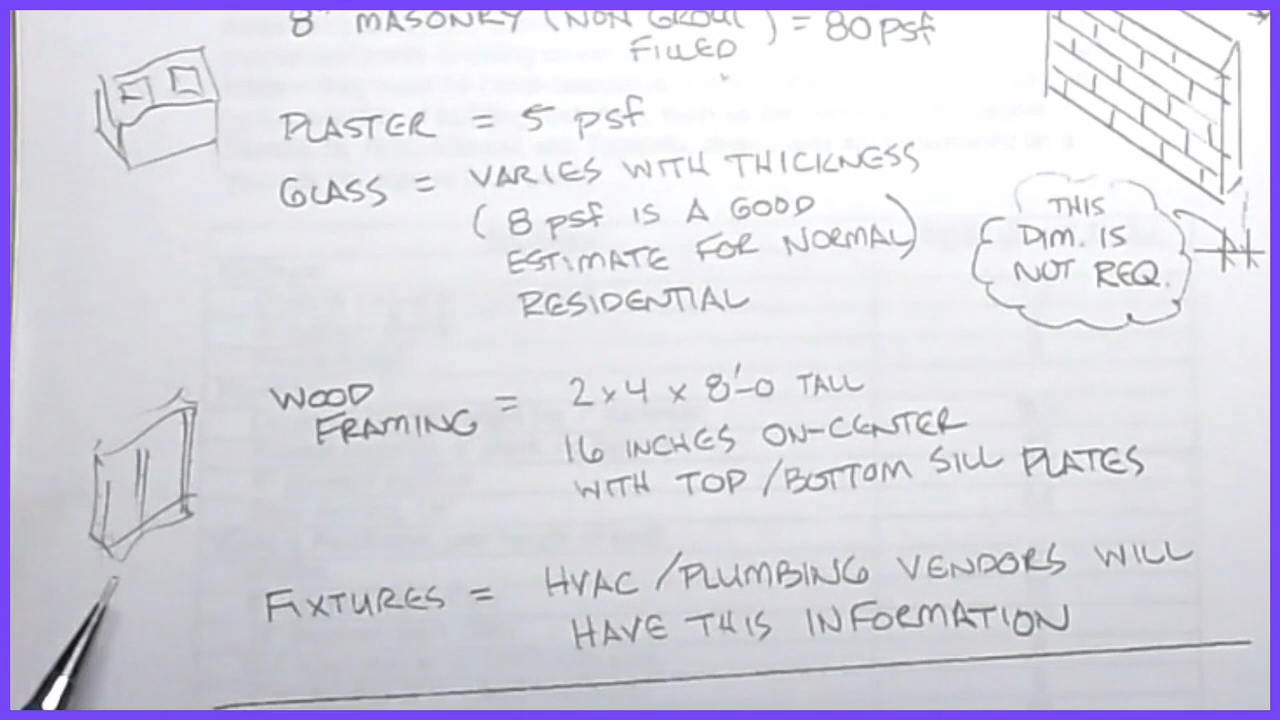 8" MASONRY (NON GROUT FILLED) = 80 psf
PLASTER = 5 psf
GLASS = VARIES WITH THICKNESS
(8 psf IS A GOOD
ESTIMATE FOR NORMAL)
RESIDENTIAL
THIS
DIM. IS
NOT REQ.
WOOD
FRAMING = 2x4 x 8'-0 TALL
16 INCHES ON-CENTER
WITH TOP/BOTTOM SILL PLATES
FIXTURES = HVAC/PLUMBING VENDORS WILL
HAVE THIS INFORMATION